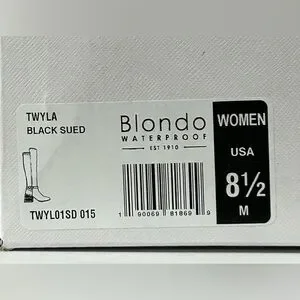 TWYLA
BLACK SUED
Blondo
WATERPROOF
EST 1910
WOMEN
USA
8½
M
TWYL01SD 015
1 90069 81869 9